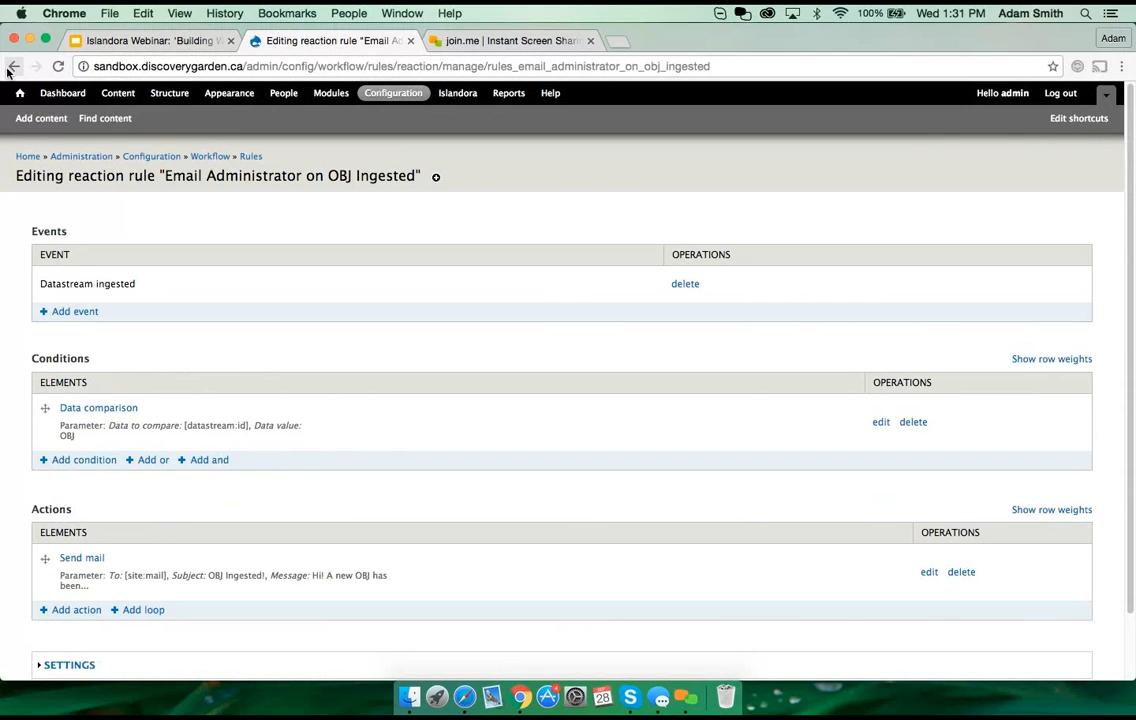 Chrome File Edit View History Bookmarks People Window Help 100% Wed 1:31 PM Adam Smith
Islandora Webinar: 'Building W Editing reaction rule "Email Ad join.me | Instant Screen Shari Adam
sandbox.discoverygarden.ca/admin/config/workflow/rules/reaction/manage/rules_email_administrator_on_obj_ingested
Dashboard Content Structure Appearance People Modules Configuration Islandora Reports Help Hello admin Log out
Add content Find content Edit shortcuts
Home » Administration » Configuration » Workflow » Rules
Editing reaction rule "Email Administrator on OBJ Ingested"
Events
EVENT OPERATIONS
Datastream ingested delete
+ Add event
Conditions Show row weights
ELEMENTS OPERATIONS
Data comparison
Parameter: Data to compare: [datastream:id], Data value:
OBJ
edit delete
+ Add condition + Add or + Add and
Actions Show row weights
ELEMENTS OPERATIONS
Send mail
Parameter: To: [site:mail], Subject: OBJ Ingested!, Message: Hi! A new OBJ has
been...
edit delete
+ Add action + Add loop
SETTINGS
28